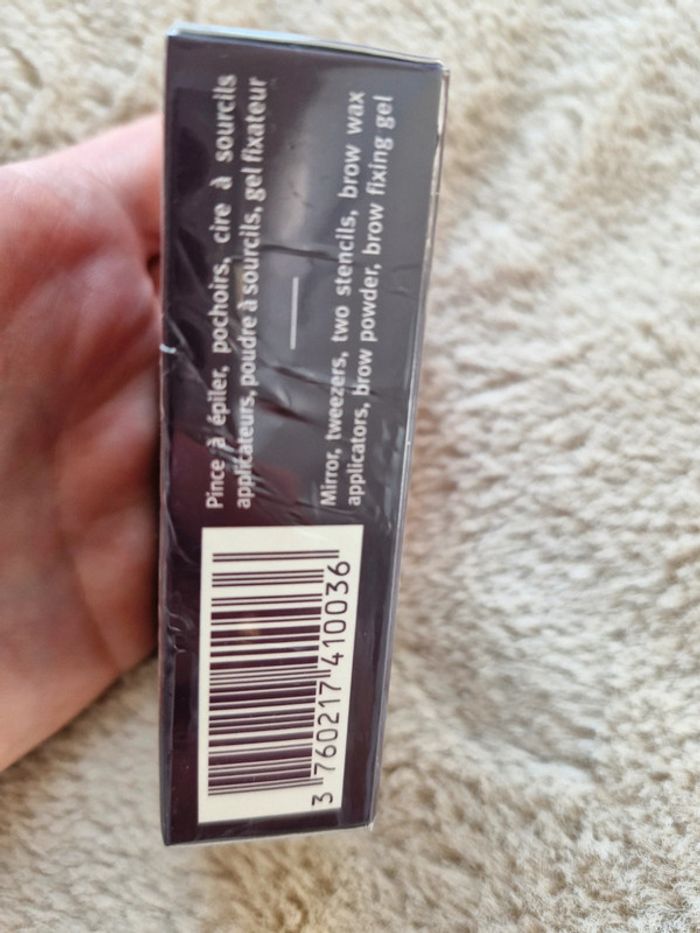 Pince à épiler, pochoirs, cire à sourcils
applicateurs, poudre à sourcils, gel fixateur
Mirror, tweezers, two stencils, brow wax
applicators, brow powder, brow fixing gel
3 760217 410036